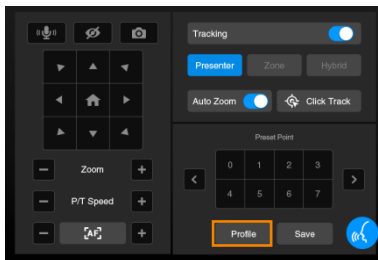 Tracking
Presenter Zone Hybrid
Auto Zoom Click Track
Zoom
P/T Speed
[AF]
Preset Point
0 1 2 3
4 5 6 7
Profile Save